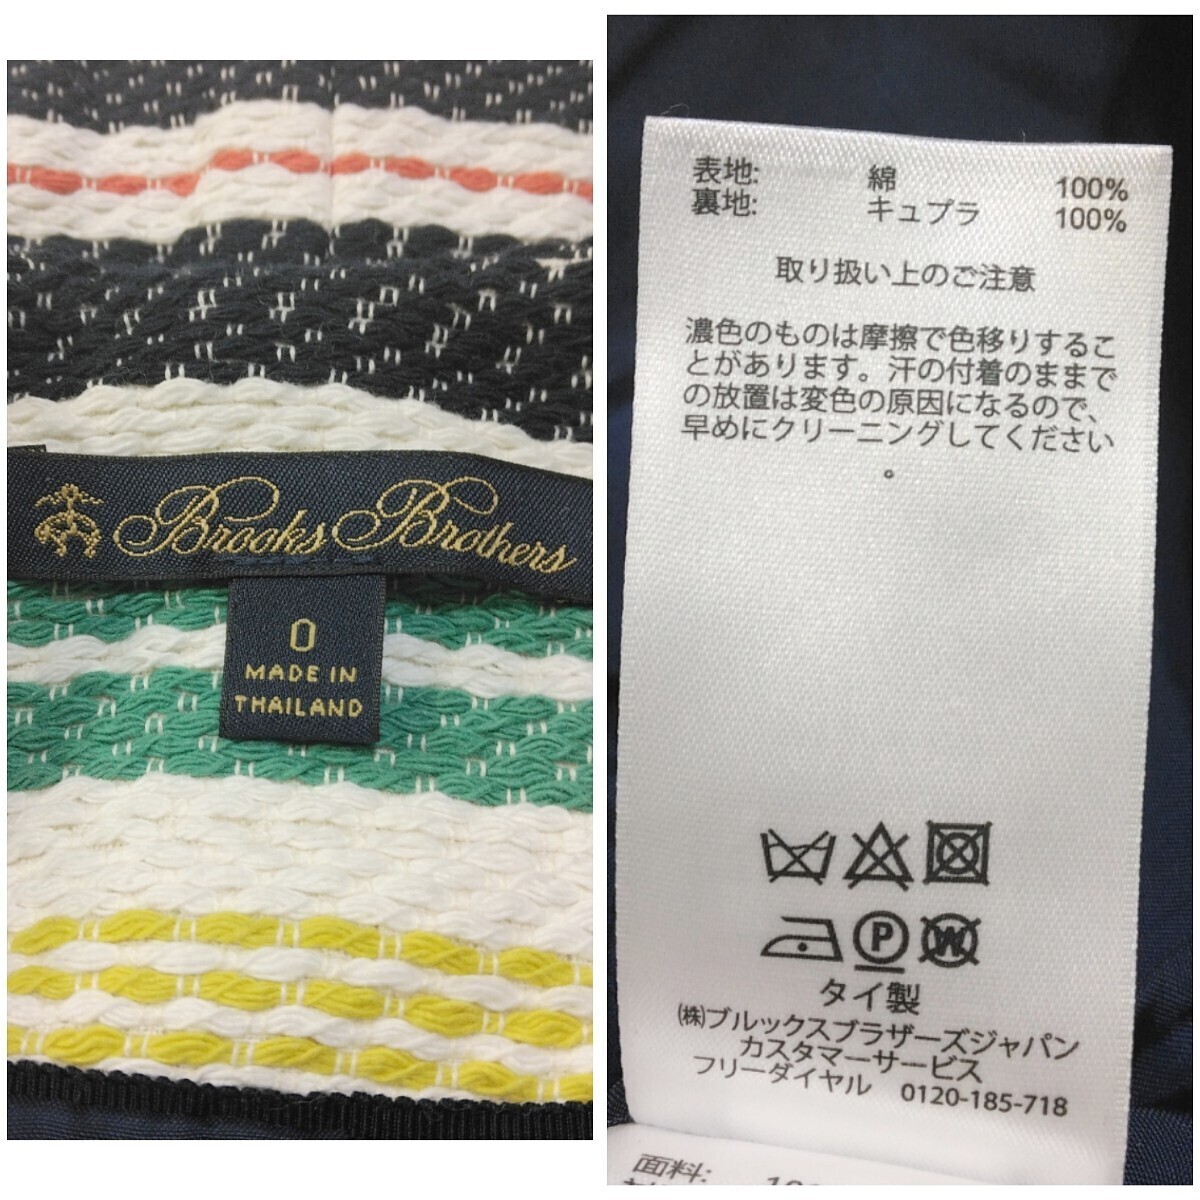 Brooks Brothers
0
MADE IN
THAILAND
表地: 綿 100%
裏地: キュプラ 100%
取り扱い上のご注意
濃色のものは摩擦で色移りするこ
とがあります。汗の付着のままで
の放置は変色の原因になるので、
早めにクリーニングしてください
。
P W
タイ製
㈱ブルックスブラザーズジャパン
カスタマーサービス
フリーダイヤル 0120-185-718
面料: